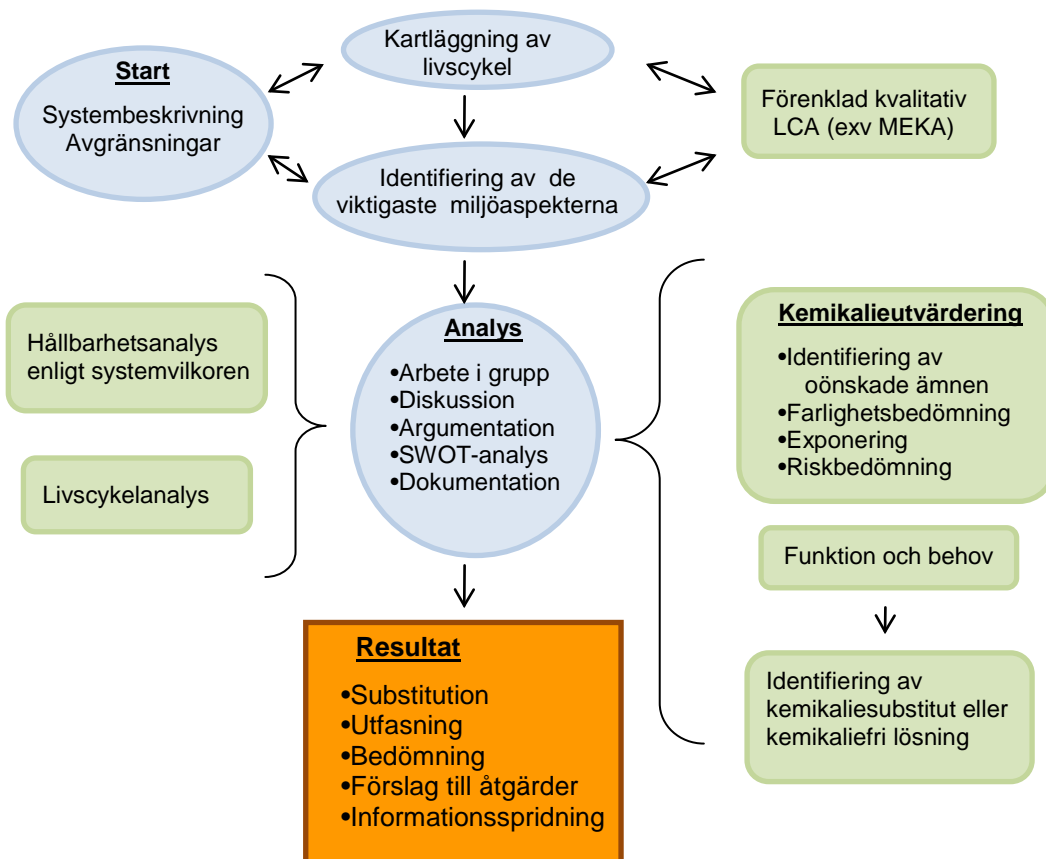 Kartläggning av
livscykel
Start
Systembeskrivning
Avgränsningar
Förenklad kvalitativ
LCA (exv MEKA)
Identifiering av de
viktigaste miljöaspekterna
Hållbarhetsanalys
enligt systemvilkoren
Livscykelanalys
Analys
•Arbete i grupp
•Diskussion
•Argumentation
•SWOT-analys
•Dokumentation
Kemikalieutvärdering
•Identifiering av
oönskade ämnen
•Farlighetsbedömning
•Exponering
•Riskbedömning
Funktion och behov
Identifiering av
kemikaliesubstitut eller
kemikaliefri lösning
Resultat
•Substitution
•Utfasning
•Bedömning
•Förslag till åtgärder
•Informationsspridning